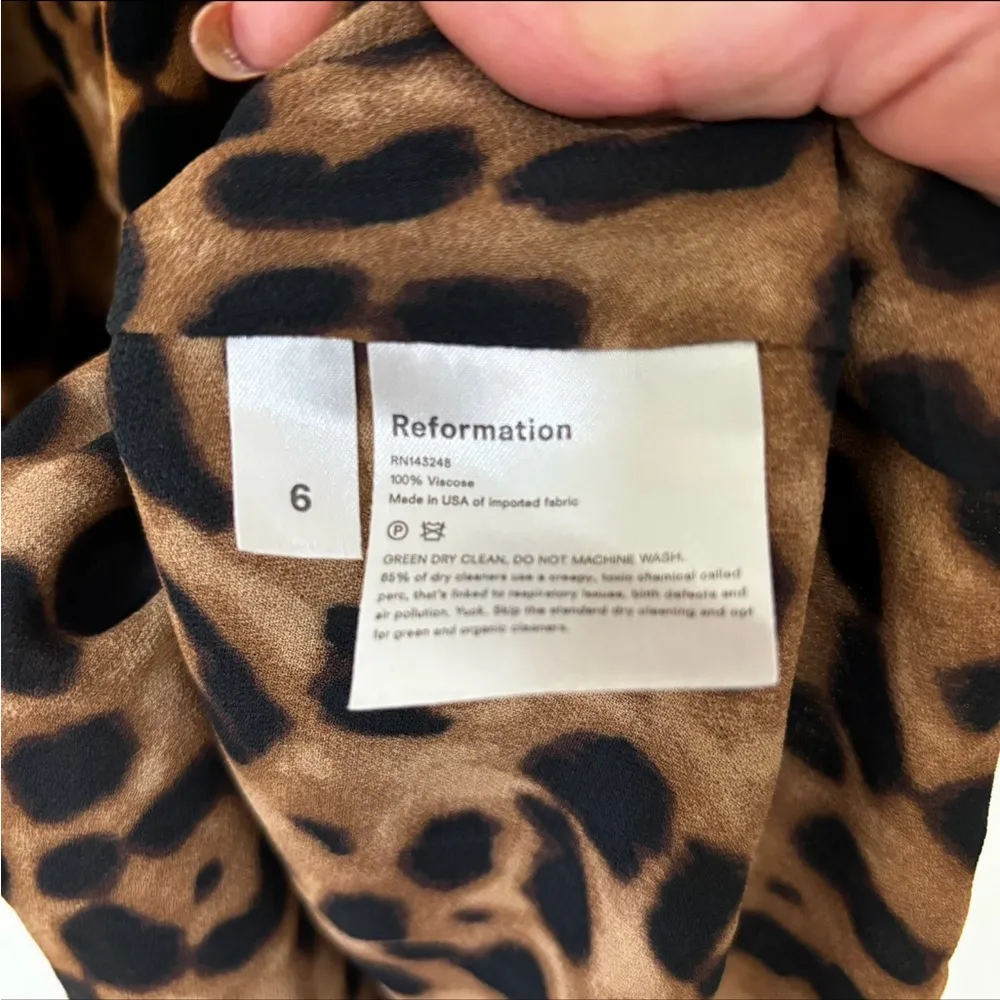 6
Reformation
RN143248
100% Viscose
Made in USA of imported fabric
P
GREEN DRY CLEAN, DO NOT MACHINE WASH.
85% of dry cleaners use a creepy, toxic chemical called
perc, that's linked to respiratory issues, birth defects and
air pollution. Yuck. Skip the standard dry cleaning and opt
for green and organic cleaners.